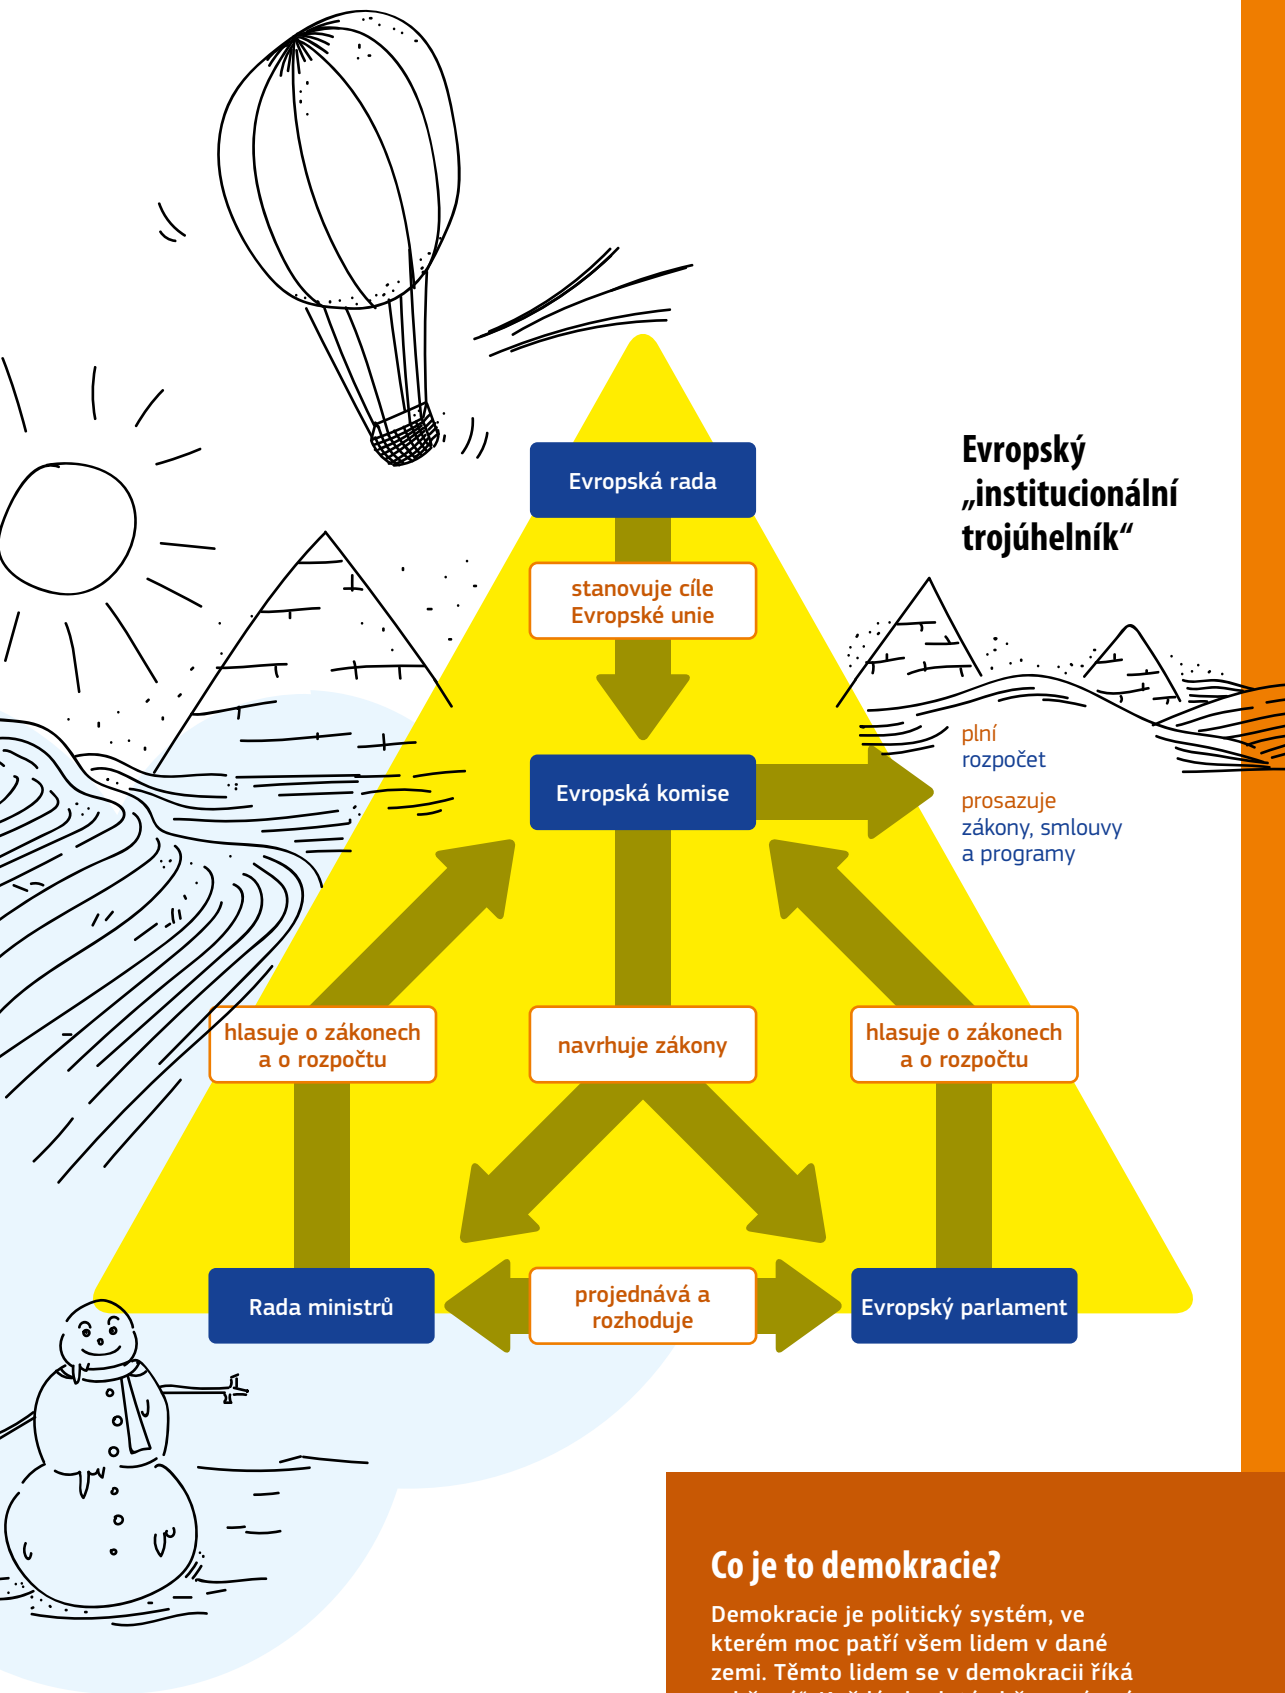 Evropská rada
Evropský
„institucionální
trojúhelník“
stanovuje cíle
Evropské unie
plní
rozpočet
Evropská komise
prosazuje
zákony, smlouvy
a programy
hlasuje o zákonech
a o rozpočtu
navrhuje zákony
hlasuje o zákonech
a o rozpočtu
Rada ministrů
projednává a
rozhoduje
Evropský parlament
Co je to demokracie?
Demokracie je politický systém, ve
kterém moc patří všem lidem v dané
zemi. Těmto lidem se v demokracii říká